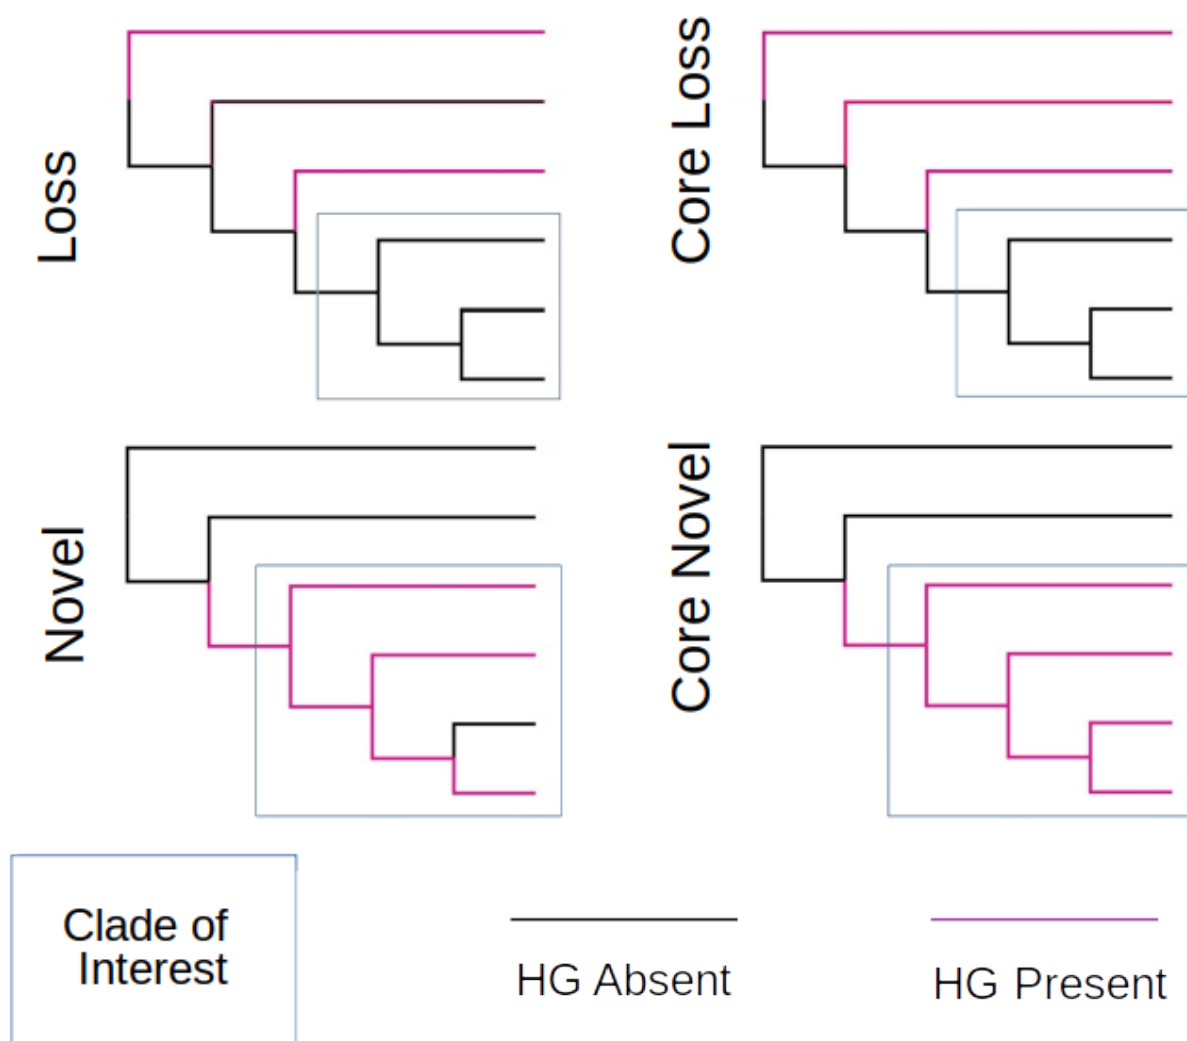 Loss
Core Loss
Novel
Core Novel
Clade of
Interest
HG Absent
HG Present